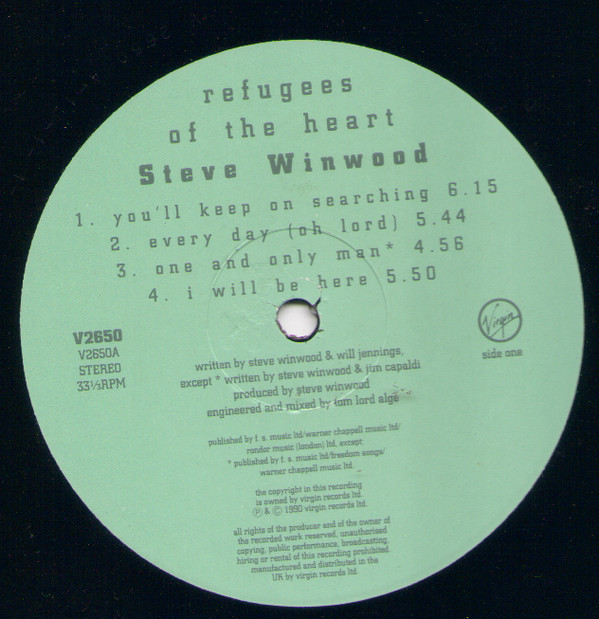 refugees
of the heart
Steve Winwood
1. you'll keep on searching 6.15
2. every day (oh lord) 5.44
3. one and only man* 4.56
4. i will be here 5.50
V2650
V2650A
STEREO
33⅓RPM
Virgin
side one
written by steve winwood & will jennings,
except * written by steve winwood & jim capaldi
produced by steve winwood
engineered and mixed by tom lord alge
published by f. s. music ltd/warner chappell music ltd/
rondor music (london) ltd. except
* published by f. s. music ltd/freedom songs/
warner chappell music ltd.
the copyright in this recording
is owned by virgin records ltd.
℗ & © 1990 virgin records ltd.
all rights of the producer and of the owner of
the recorded work reserved, unauthorised
copying, public performance, broadcasting,
hiring or rental of this recording prohibited
manufactured and distributed in the
UK by virgin records ltd.